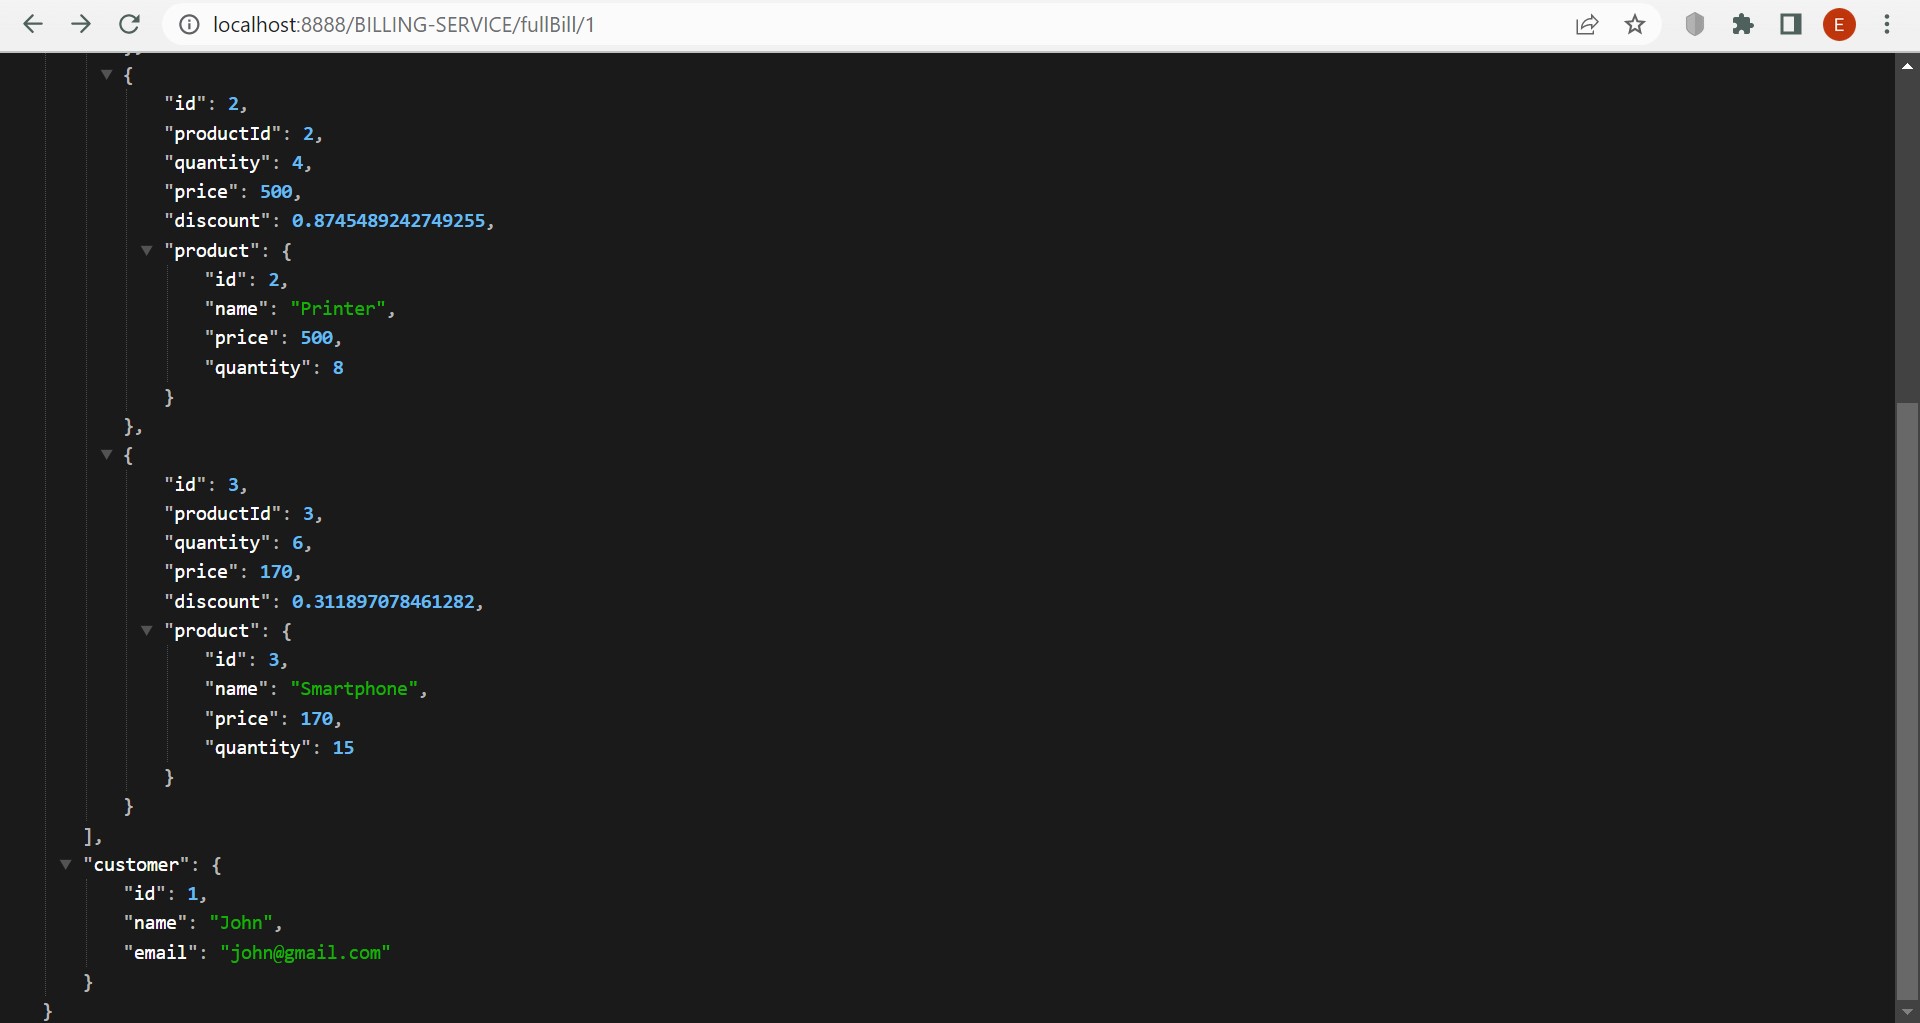 localhost:8888/BILLING-SERVICE/fullBill/1
E
{
"id": 2,
"productId": 2,
"quantity": 4,
"price": 500,
"discount": 0.8745489242749255,
"product": {
"id": 2,
"name": "Printer",
"price": 500,
"quantity": 8
}
},
{
"id": 3,
"productId": 3,
"quantity": 6,
"price": 170,
"discount": 0.311897078461282,
"product": {
"id": 3,
"name": "Smartphone",
"price": 170,
"quantity": 15
}
}
],
"customer": {
"id": 1,
"name": "John",
"email": "john@gmail.com"
}
}